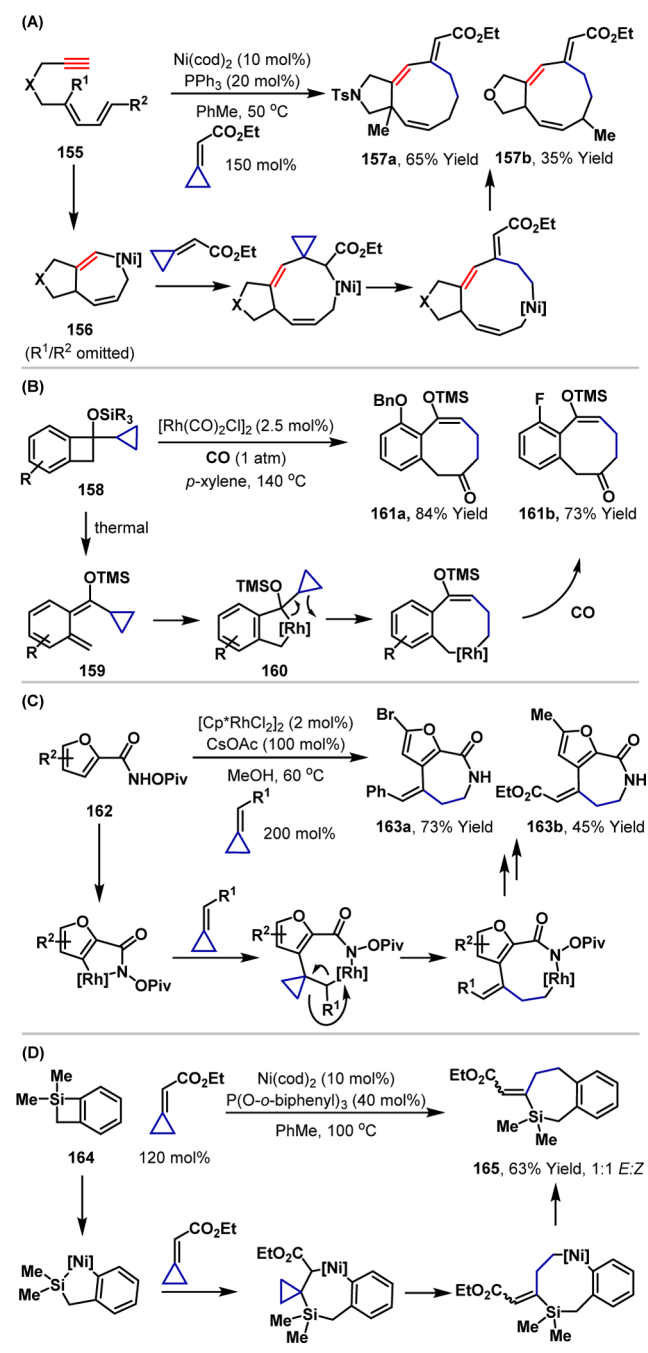 (A)
R¹
X
R²
155
Ni(cod)₂ (10 mol%)
PPh₃ (20 mol%)
PhMe, 50 °C
CO₂Et
150 mol%
CO₂Et
TsN
Me
157a, 65% Yield
CO₂Et
O
Me
157b, 35% Yield
[Ni]
X
156
(R¹/R² omitted)
CO₂Et
CO₂Et
[Ni]
X
CO₂Et
X
[Ni]
(B)
OSiR₃
R
158
[Rh(CO)₂Cl]₂ (2.5 mol%)
CO (1 atm)
p-xylene, 140 °C
BnO
OTMS
O
161a, 84% Yield
F
OTMS
O
161b, 73% Yield
thermal
OTMS
R
159
TMSO
[Rh]
R
160
OTMS
R
[Rh]
CO
(C)
R²
O
O
NHOPiv
162
[Cp*RhCl₂]₂ (2 mol%)
CsOAc (100 mol%)
MeOH, 60 °C
R¹
200 mol%
Br
O
O
NH
Ph
163a, 73% Yield
Me
O
O
NH
EtO₂C
163b, 45% Yield
R²
O
O
[Rh]
N
OPiv
R¹
R²
O
O
N
OPiv
[Rh]
R¹
R²
O
O
N
OPiv
[Rh]
R¹
(D)
Me
Me
Si
164
CO₂Et
120 mol%
Ni(cod)₂ (10 mol%)
P(O-o-biphenyl)₃ (40 mol%)
PhMe, 100 °C
EtO₂C
Si
Me
Me
165, 63% Yield, 1:1 E:Z
[Ni]
Me
Si
Me
CO₂Et
EtO₂C
[Ni]
Si
Me
Me
[Ni]
EtO₂C
Si
Me
Me